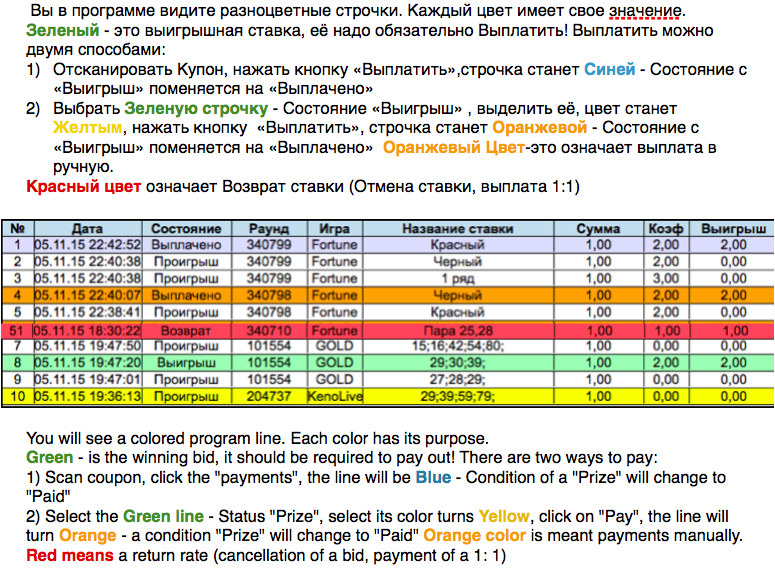 Вы в программе видите разноцветные строчки. Каждый цвет имеет свое значение.
Зеленый - это выигрышная ставка, её надо обязательно Выплатить! Выплатить можно
двумя способами:
1) Отсканировать Купон, нажать кнопку «Выплатить»,строчка станет Синей - Состояние с
«Выигрыш» поменяется на «Выплачено»
2) Выбрать Зеленую строчку - Состояние «Выигрыш» , выделить её, цвет станет
Желтым, нажать кнопку «Выплатить», строчка станет Оранжевой - Состояние с
«Выигрыш» поменяется на «Выплачено» Оранжевый Цвет-это означает выплата в
ручную.
Красный цвет означает Возврат ставки (Отмена ставки, выплата 1:1)
№ Дата Состояние Раунд Игра Название ставки Сумма Коэф Выигрыш
1 05.11.15 22:42:52 Выплачено 340799 Fortune Красный 1,00 2,00 2,00
2 05.11.15 22:40:38 Проигрыш 340799 Fortune Черный 1,00 2,00 0,00
3 05.11.15 22:40:38 Проигрыш 340799 Fortune 1 ряд 1,00 3,00 0,00
4 05.11.15 22:40:07 Выплачено 340798 Fortune Черный 1,00 2,00 2,00
5 05.11.15 22:38:41 Проигрыш 340798 Fortune Красный 1,00 2,00 0,00
51 05.11.15 18:30:22 Возврат 340710 Fortune Пара 25,28 1,00 1,00 1,00
7 05.11.15 19:47:50 Проигрыш 101554 GOLD 15;16;42;54;80; 1,00 0,00 0,00
8 05.11.15 19:47:20 Выигрыш 101554 GOLD 29;30;39; 1,00 2,00 2,00
9 05.11.15 19:47:01 Проигрыш 101554 GOLD 27;28;29; 1,00 0,00 0,00
10 05.11.15 19:36:13 Проигрыш 204737 KenoLive 29;39;59;79; 1,00 0,00 0,00
You will see a colored program line. Each color has its purpose.
Green - is the winning bid, it should be required to pay out! There are two ways to pay:
1) Scan coupon, click the "payments", the line will be Blue - Condition of a "Prize" will change to
"Paid"
2) Select the Green line - Status "Prize", select its color turns Yellow, click on "Pay", the line will
turn Orange - a condition "Prize" will change to "Paid" Orange color is meant payments manually.
Red means a return rate (cancellation of a bid, payment of a 1: 1)